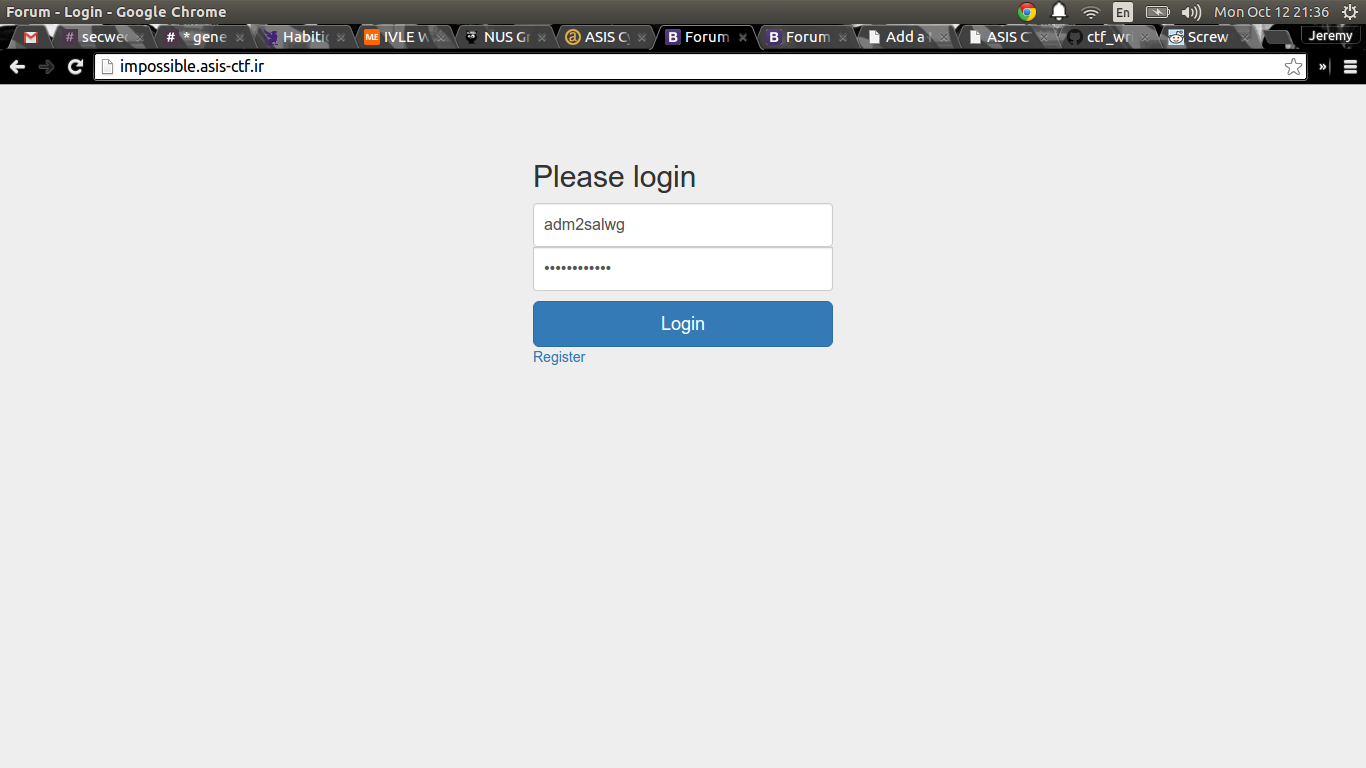 Forum - Login - Google Chrome
En
Mon Oct 12 21:36
# secwe
# * gene
Habiti
ME IVLE W
NUS Gr
ASIS C
B Forum
B Forum
Add a
ASIS C
ctf_wr
Screw
Jeremy
impossible.asis-ctf.ir
»
Please login
adm2salwg
••••••••••••
Login
Register